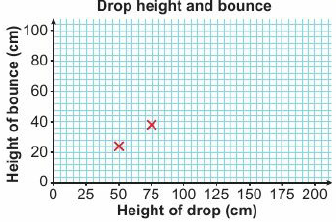 Drop height and bounce
Height of bounce (cm)
100
80
60
40
20
0
0 25 50 75 100 125 150 175 200
Height of drop (cm)